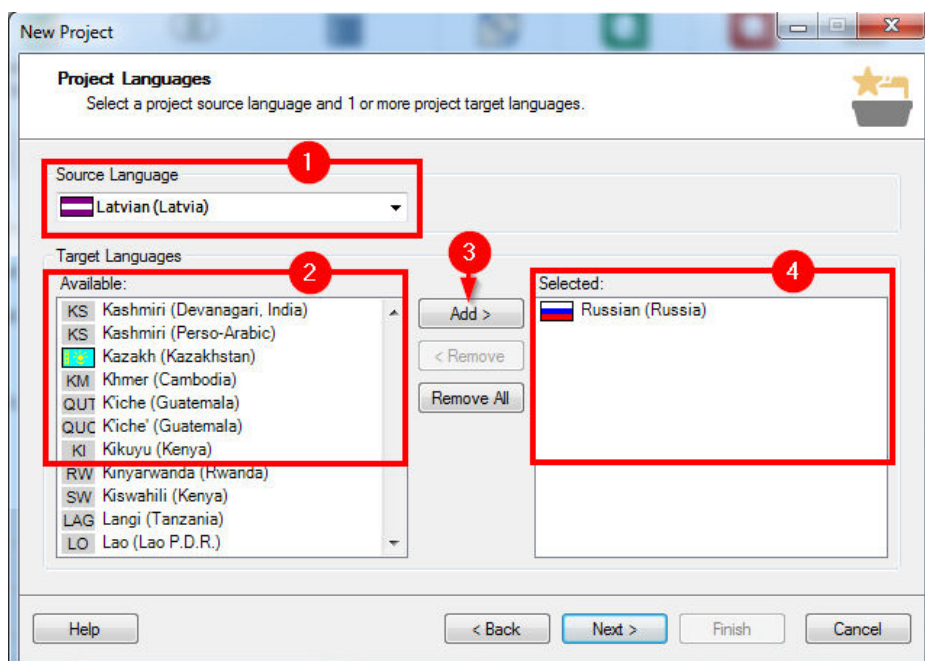 New Project
Project Languages
Select a project source language and 1 or more project target languages.
1
Source Language
Latvian (Latvia)
Target Languages
2
3
4
Available:
Selected:
KS Kashmiri (Devanagari, India)
KS Kashmiri (Perso-Arabic)
Kazakh (Kazakhstan)
KM Khmer (Cambodia)
QUT K'iche (Guatemala)
QUC K'iche' (Guatemala)
KI Kikuyu (Kenya)
RW Kinyarwanda (Rwanda)
SW Kiswahili (Kenya)
LAG Langi (Tanzania)
LO Lao (Lao P.D.R.)
Add >
< Remove
Remove All
Russian (Russia)
Help
< Back
Next >
Finish
Cancel